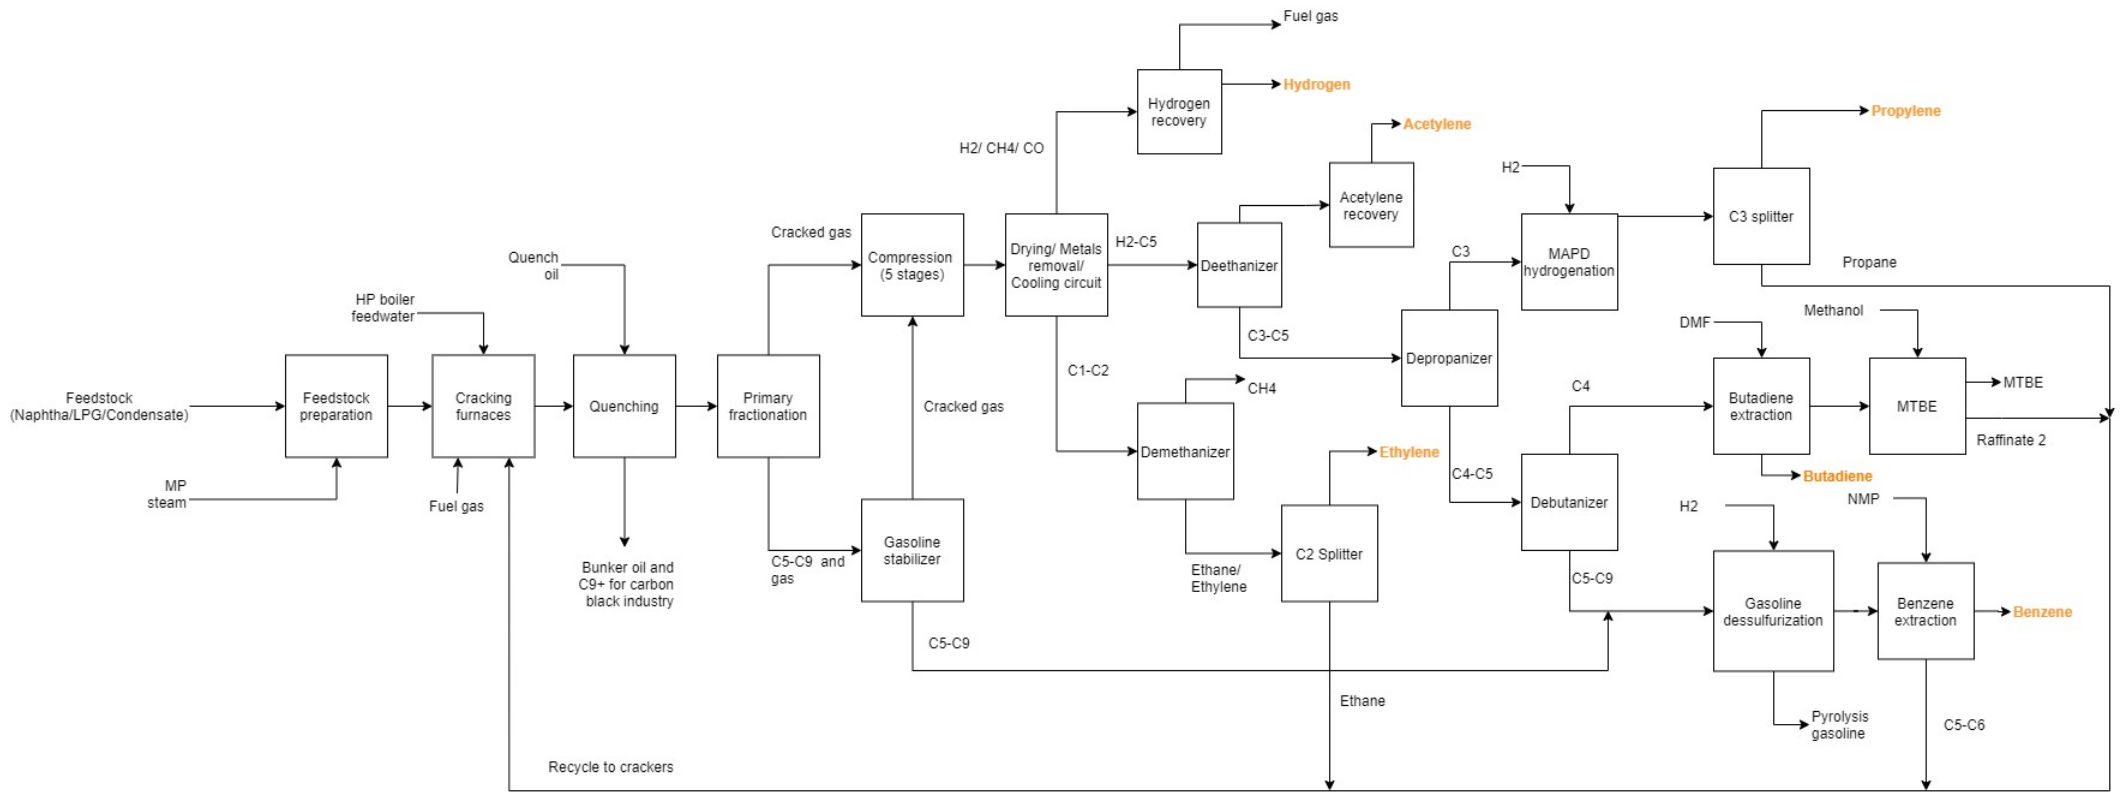 Fuel gas
Hydrogen
Hydrogen
recovery
Propylene
Acetylene
H2/ CH4/ CO
H2
Acetylene
recovery
C3 splitter
Cracked gas
Compression
(5 stages)
Drying/ Metals
removal/
Cooling circuit
H2-C5
Deethanizer
C3
MAPD
hydrogenation
Propane
Quench
oil
HP boiler
feedwater
Methanol
DMF
C3-C5
Depropanizer
C1-C2
CH4
C4
MTBE
Feedstock
(Naphtha/LPG/Condensate)
Feedstock
preparation
Cracking
furnaces
Quenching
Primary
fractionation
Cracked gas
Butadiene
extraction
MTBE
Raffinate 2
Demethanizer
Ethylene
C4-C5
Butadiene
MP
steam
Fuel gas
Debutanizer
H2
NMP
Gasoline
stabilizer
C2 Splitter
C5-C9 and
gas
Bunker oil and
C9+ for carbon
black industry
Ethane/
Ethylene
C5-C9
Gasoline
dessulfurization
Benzene
extraction
Benzene
C5-C9
Ethane
Pyrolysis
gasoline
C5-C6
Recycle to crackers